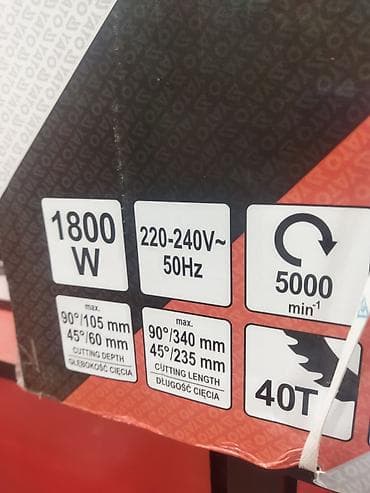 1800
W
220-240V~
50Hz
5000
min-1
max.
90°/105 mm
45°/60 mm
CUTTING DEPTH
GŁĘBOKOŚĆ CIĘCIA
max.
90°/340 mm
45°/235 mm
CUTTING LENGTH
DŁUGOŚĆ CIĘCIA
40T